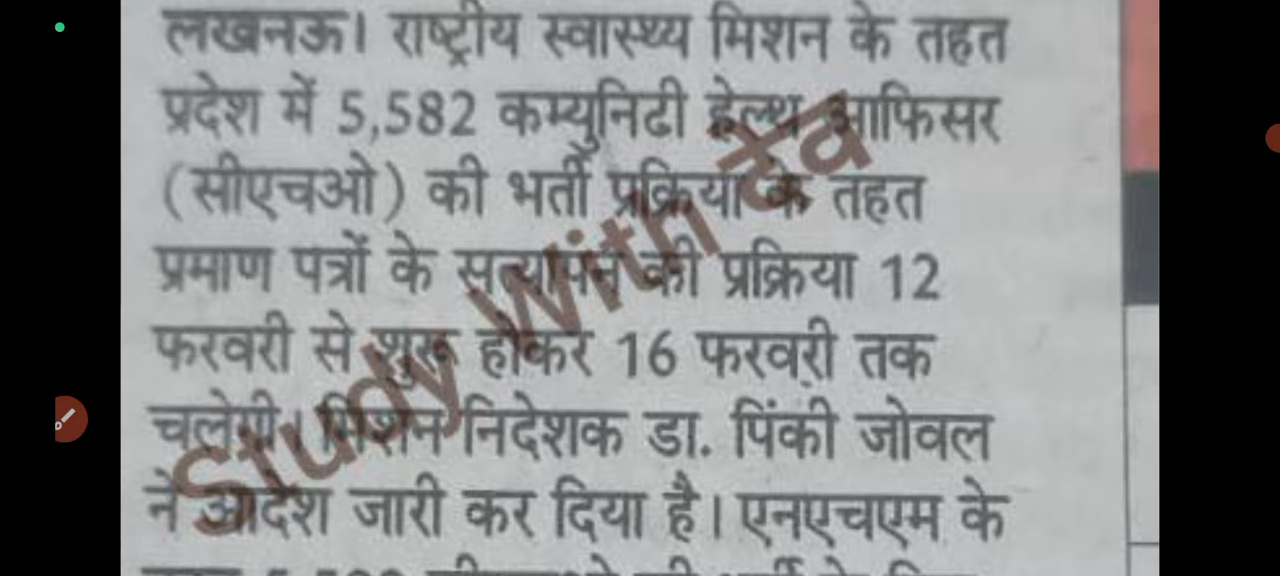 लखनऊ। राष्ट्रीय स्वास्थ्य मिशन के तहत
प्रदेश में 5,582 कम्युनिटी हेल्थ आफिसर
(सीएचओ) की भर्ती प्रक्रिया के तहत
प्रमाण पत्रों के सत्यापन की प्रक्रिया 12
फरवरी से शुरू होकर 16 फरवरी तक
चलेगी। मिशन निदेशक डा. पिंकी जोवल
ने आदेश जारी कर दिया है। एनएचएम के
Study With देव